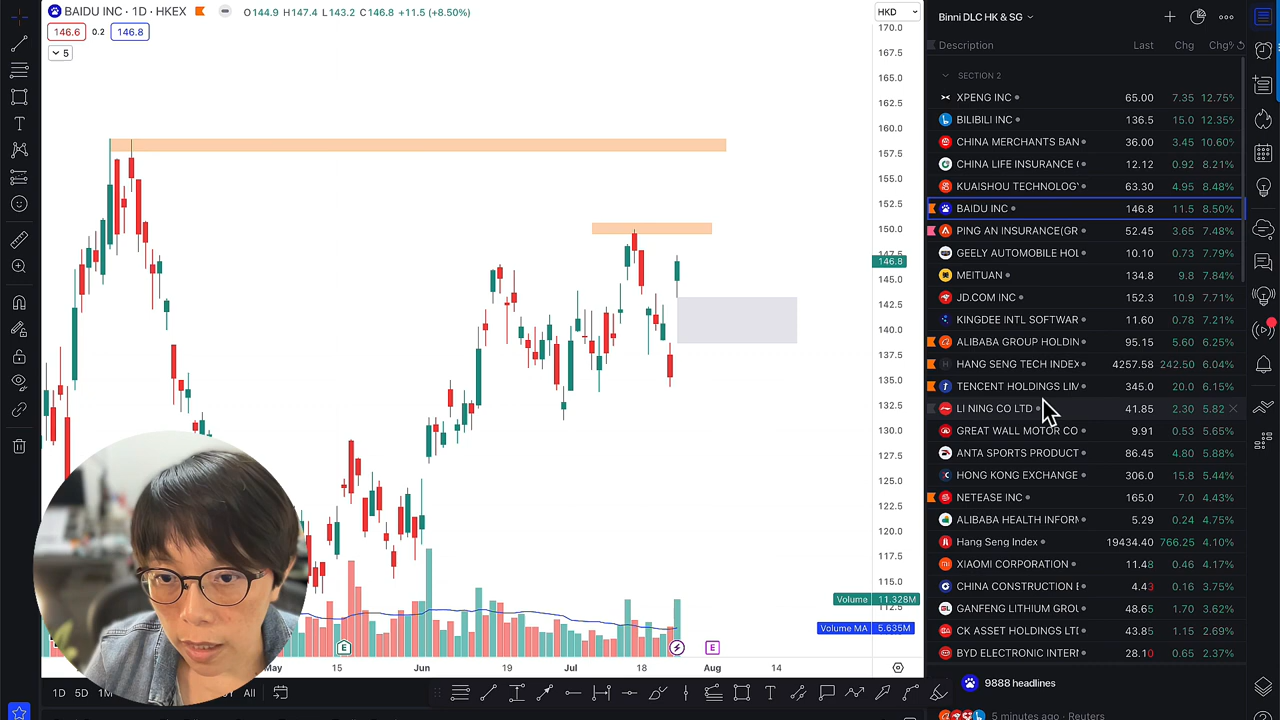 BAIDU INC · 1D · HKEX
O144.9 H147.4 L143.2 C146.8 +11.5 (+8.50%)
146.6 0.2 146.8
5
HKD
170.0
167.5
165.0
162.5
160.0
157.5
155.0
152.5
150.0
147.5
146.8
145.0
142.5
140.0
137.5
135.0
132.5
130.0
127.5
125.0
122.5
120.0
117.5
115.0
112.5
Volume 11.328M
Volume MA 5.635M
E
E
May 15 Jun 19 Jul 18 Aug 14
1D 5D 1M All
Binni DLC HK & SG
Description Last Chg Chg%
SECTION 2
XPENG INC 65.00 7.35 12.75%
BILIBILI INC 136.5 15.0 12.35%
CHINA MERCHANTS BAN 36.00 3.45 10.60%
CHINA LIFE INSURANCE ( 12.12 0.92 8.21%
KUAISHOU TECHNOLOGY 63.30 4.95 8.48%
BAIDU INC 146.8 11.5 8.50%
PING AN INSURANCE(GR 52.45 3.65 7.48%
GEELY AUTOMOBILE HOL 10.10 0.73 7.79%
MEITUAN 134.8 9.8 7.84%
JD.COM INC 152.3 10.9 7.71%
KINGDEE INTL SOFTWAR 11.60 0.78 7.21%
ALIBABA GROUP HOLDIN 95.15 5.60 6.25%
HANG SENG TECH INDEX 4257.58 242.50 6.04%
TENCENT HOLDINGS LIM 345.0 20.0 6.15%
LI NING CO LTD 41.85 2.30 5.82
GREAT WALL MOTOR CO 9.91 0.53 5.65%
ANTA SPORTS PRODUCT 86.45 4.80 5.88%
HONG KONG EXCHANGE 306.0 15.8 5.44%
NETEASE INC 165.0 7.0 4.43%
ALIBABA HEALTH INFORM 5.29 0.24 4.75%
Hang Seng Index 19434.40 766.25 4.10%
XIAOMI CORPORATION 11.48 0.46 4.17%
CHINA CONSTRUCTION 4.43 0.16 3.75%
GANFENG LITHIUM GROU 48.65 1.70 3.62%
CK ASSET HOLDINGS LTD 43.85 1.15 2.69%
BYD ELECTRONIC INTER 28.10 0.65 2.37%
9888 headlines
5 minutes ago · Reuters